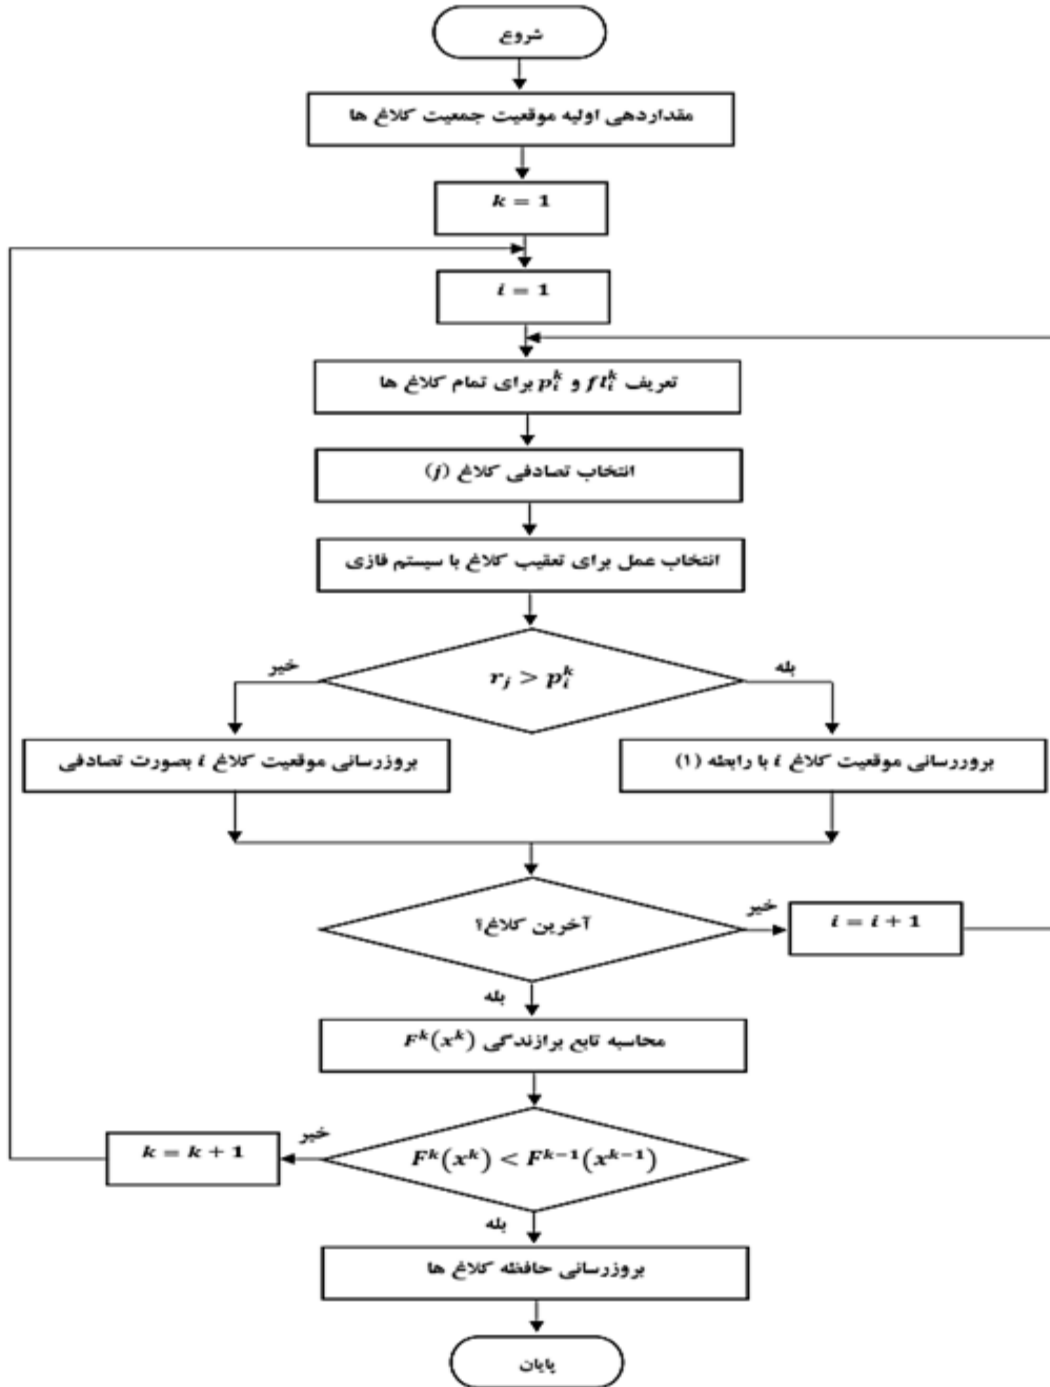 شروع
مقداردهی اولیه موقعیت جمعیت کلاغ ها
k = 1
i = 1
تعریف fl_i^k و p_i^k برای تمام کلاغ ها
انتخاب تصادفی کلاغ (j)
انتخاب عمل برای تعقیب کلاغ با سیستم فازی
r_j > p_i^k
بله
خیر
بروررسانی موقعیت کلاغ i با رابطه (۱)
بروزرسانی موقعیت کلاغ i بصورت تصادفی
آخرین کلاغ؟
خیر
i = i + 1
بله
محاسبه تابع برازندگی F^k(x^k)
F^k(x^k) < F^{k-1}(x^{k-1})
خیر
k = k + 1
بله
بروزرسانی حافظه کلاغ ها
پایان